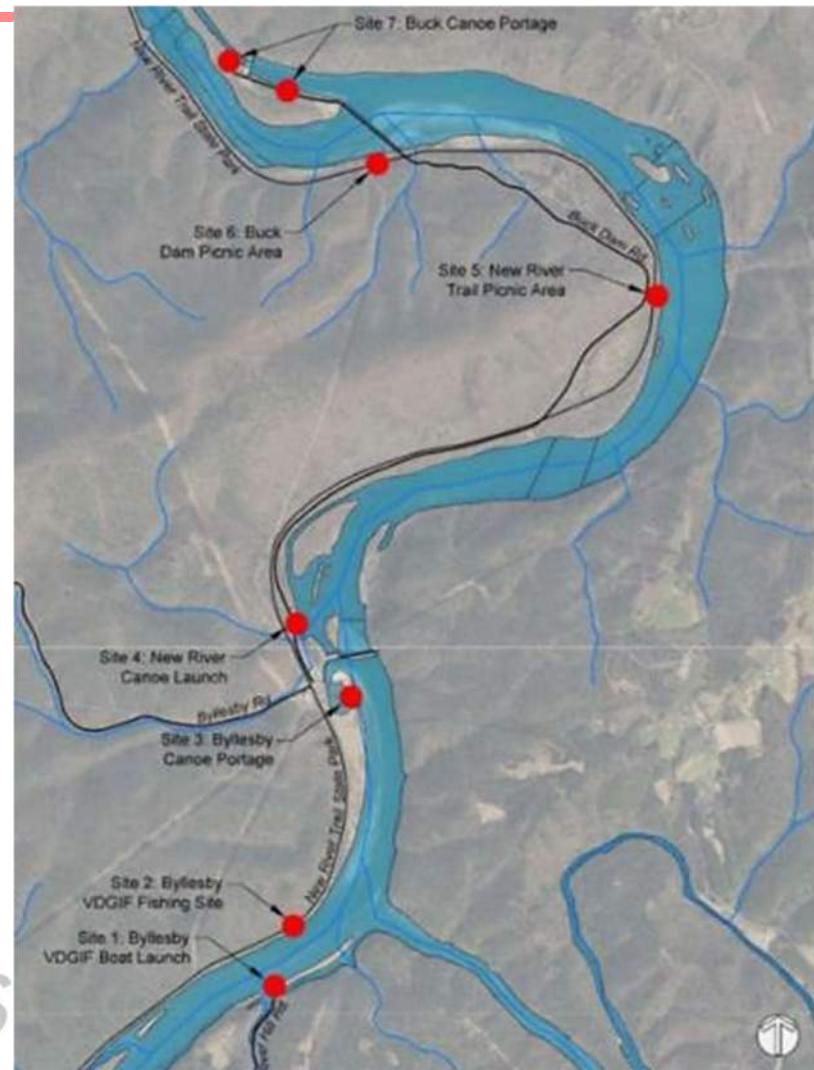 Site 7: Buck Canoe Portage
New River Trail State Park
Site 6: Buck
Dam Picnic Area
Buck Dam Rd
Site 5: New River
Trail Picnic Area
Site 4: New River
Canoe Launch
Byllesby Rd
Site 3: Byllesby
Canoe Portage
New River Trail State Park
Site 2: Byllesby
VDGIF Fishing Site
Site 1: Byllesby
VDGIF Boat Launch
Hill Rd